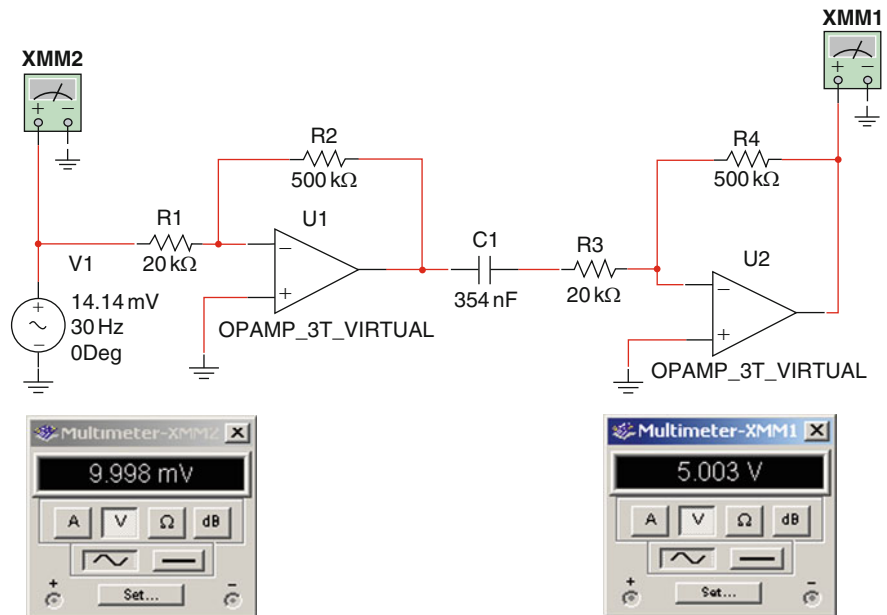 XMM2
+ −
XMM1
+ −
R2
500 kΩ
R4
500 kΩ
R1
20 kΩ
U1
−
+
OPAMP_3T_VIRTUAL
C1
354 nF
R3
20 kΩ
U2
−
+
OPAMP_3T_VIRTUAL
V1
+
−
14.14 mV
30 Hz
0Deg
Multimeter-XMM2 X
9.998 mV
A V Ω dB
+ −
Set...
Multimeter-XMM1 X
5.003 V
A V Ω dB
+ −
Set...